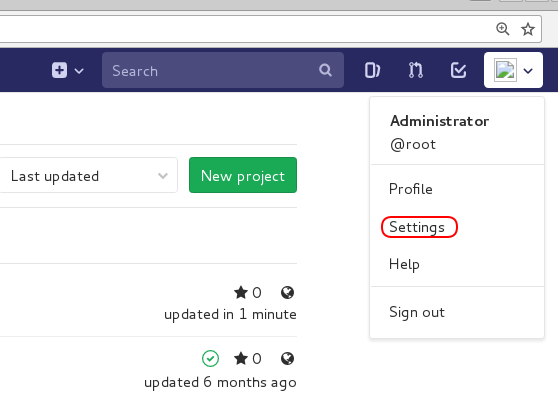 Search
Administrator
@root
Last updated
New project
Profile
Settings
Help
Sign out
0
updated in 1 minute
0
updated 6 months ago